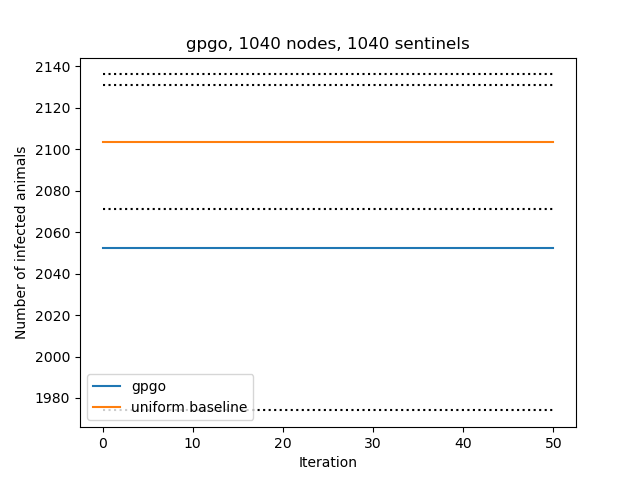 gpgo, 1040 nodes, 1040 sentinels
2140
2120
2100
2080
2060
2040
2020
2000
1980
Number of infected animals
gpgo
uniform baseline
0 10 20 30 40 50
Iteration